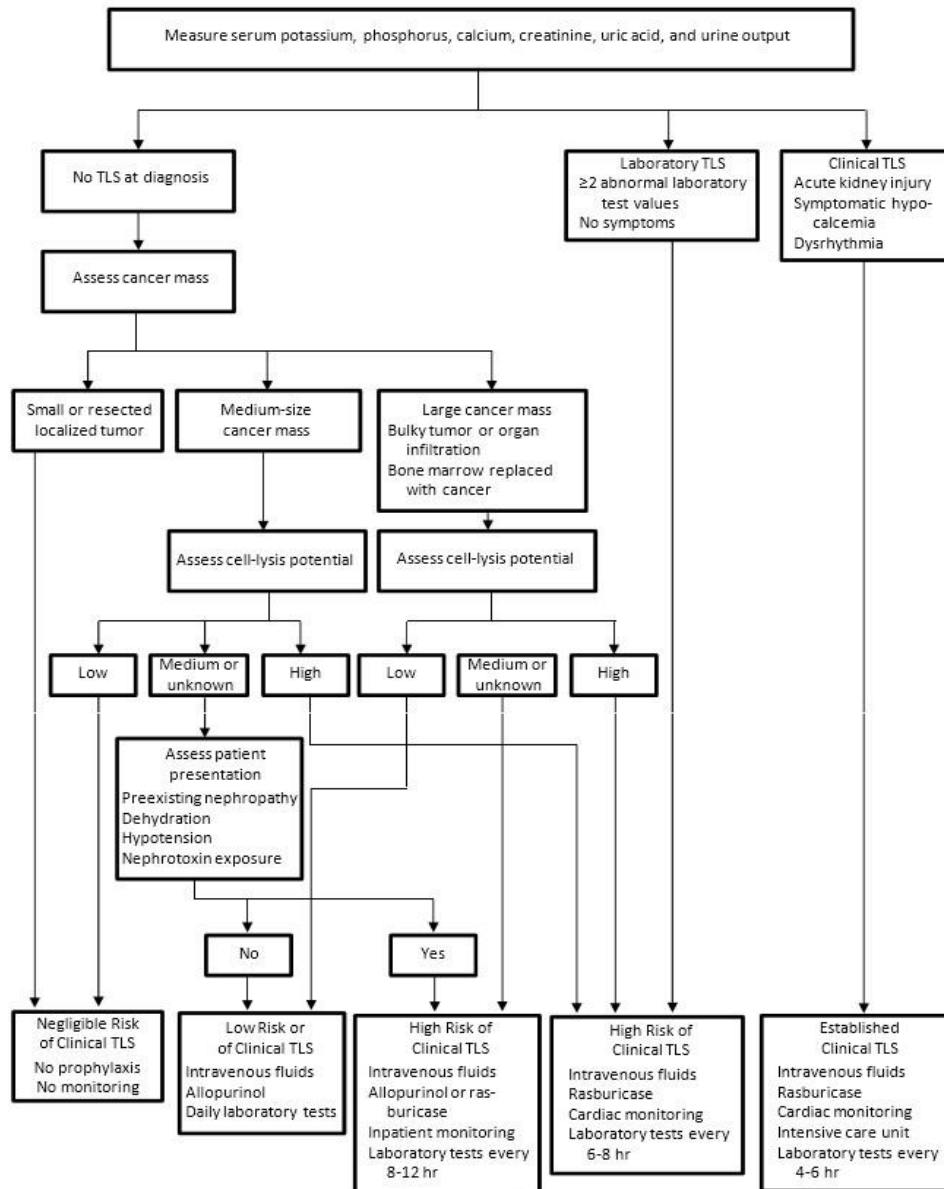 Measure serum potassium, phosphorus, calcium, creatinine, uric acid, and urine output
No TLS at diagnosis
Laboratory TLS
≥2 abnormal laboratory
test values
No symptoms
Clinical TLS
Acute kidney injury
Symptomatic hypo-
calcemia
Dysrhythmia
Assess cancer mass
Small or resected
localized tumor
Medium-size
cancer mass
Large cancer mass
Bulky tumor or organ
infiltration
Bone marrow replaced
with cancer
Assess cell-lysis potential
Assess cell-lysis potential
Low
Medium or
unknown
High
Low
Medium or
unknown
High
Assess patient
presentation
Preexisting nephropathy
Dehydration
Hypotension
Nephrotoxin exposure
No
Yes
Negligible Risk
of Clinical TLS
No prophylaxis
No monitoring
Low Risk or
of Clinical TLS
Intravenous fluids
Allopurinol
Daily laboratory tests
High Risk of
Clinical TLS
Intravenous fluids
Allopurinol or ras-
buricase
Inpatient monitoring
Laboratory tests every
8-12 hr
High Risk of
Clinical TLS
Intravenous fluids
Rasburicase
Cardiac monitoring
Laboratory tests every
6-8 hr
Established
Clinical TLS
Intravenous fluids
Rasburicase
Cardiac monitoring
Intensive care unit
Laboratory tests every
4-6 hr